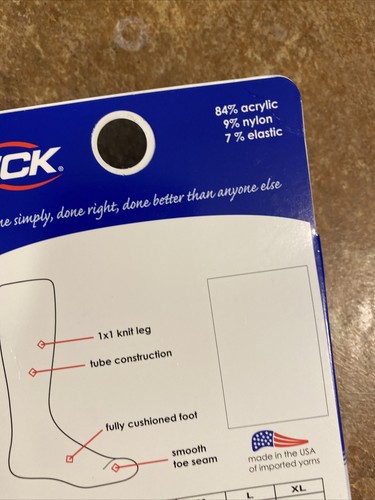 84% acrylic
9% nylon
7 % elastic
CK®
simply, done right, done better than anyone else
1x1 knit leg
tube construction
fully cushioned foot
smooth
toe seam
made in the USA
of imported yarns
L XL